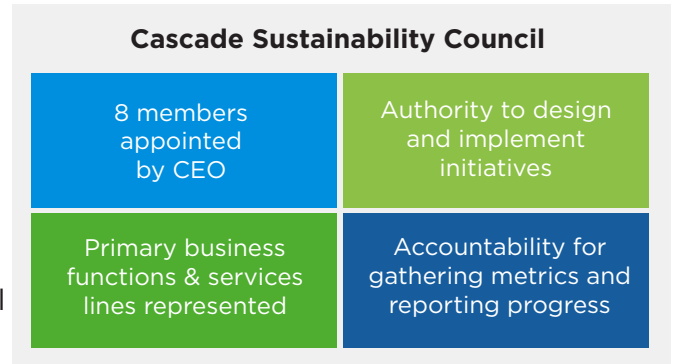 Cascade Sustainability Council
8 members
appointed
by CEO
Authority to design
and implement
initiatives
Primary business
functions & services
lines represented
Accountability for
gathering metrics and
reporting progress